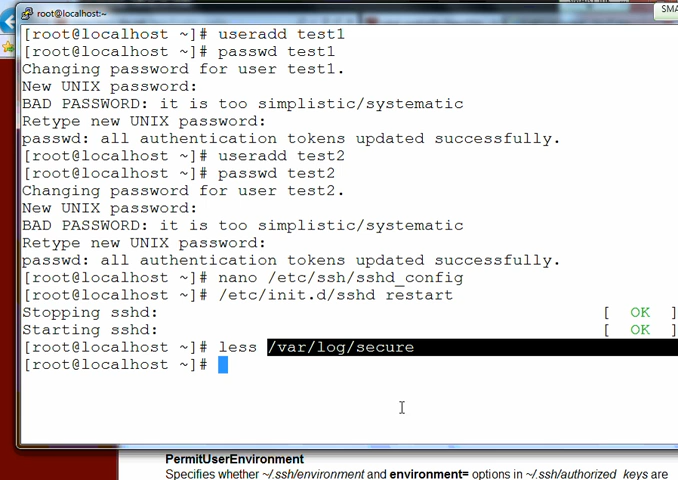 root@localhost:~
SMA
[root@localhost ~]# useradd test1
[root@localhost ~]# passwd test1
Changing password for user test1.
New UNIX password:
BAD PASSWORD: it is too simplistic/systematic
Retype new UNIX password:
passwd: all authentication tokens updated successfully.
[root@localhost ~]# useradd test2
[root@localhost ~]# passwd test2
Changing password for user test2.
New UNIX password:
BAD PASSWORD: it is too simplistic/systematic
Retype new UNIX password:
passwd: all authentication tokens updated successfully.
[root@localhost ~]# nano /etc/ssh/sshd_config
[root@localhost ~]# /etc/init.d/sshd restart
Stopping sshd: [ OK ]
Starting sshd: [ OK ]
[root@localhost ~]# less /var/log/secure
[root@localhost ~]#
PermitUserEnvironment
Specifies whether ~/.ssh/environment and environment= options in ~/.ssh/authorized_keys are